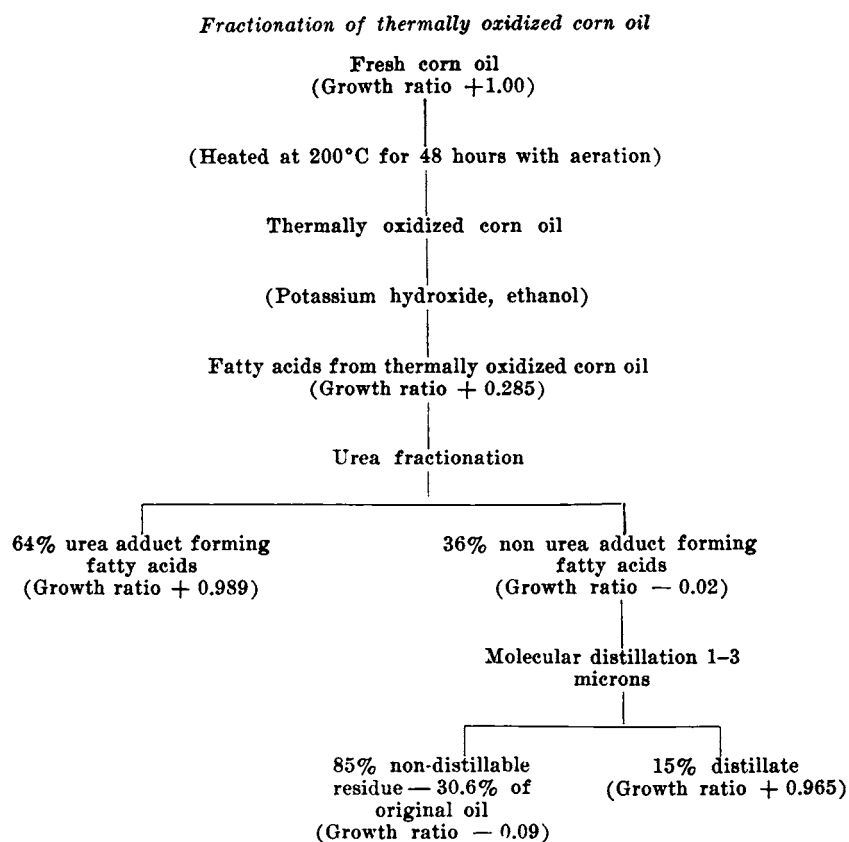 Fractionation of thermally oxidized corn oil
Fresh corn oil
(Growth ratio +1.00)
(Heated at 200°C for 48 hours with aeration)
Thermally oxidized corn oil
(Potassium hydroxide, ethanol)
Fatty acids from thermally oxidized corn oil
(Growth ratio + 0.285)
Urea fractionation
64% urea adduct forming
fatty acids
(Growth ratio + 0.989)
36% non urea adduct forming
fatty acids
(Growth ratio — 0.02)
Molecular distillation 1–3
microns
85% non-distillable
residue — 30.6% of
original oil
(Growth ratio — 0.09)
15% distillate
(Growth ratio + 0.965)